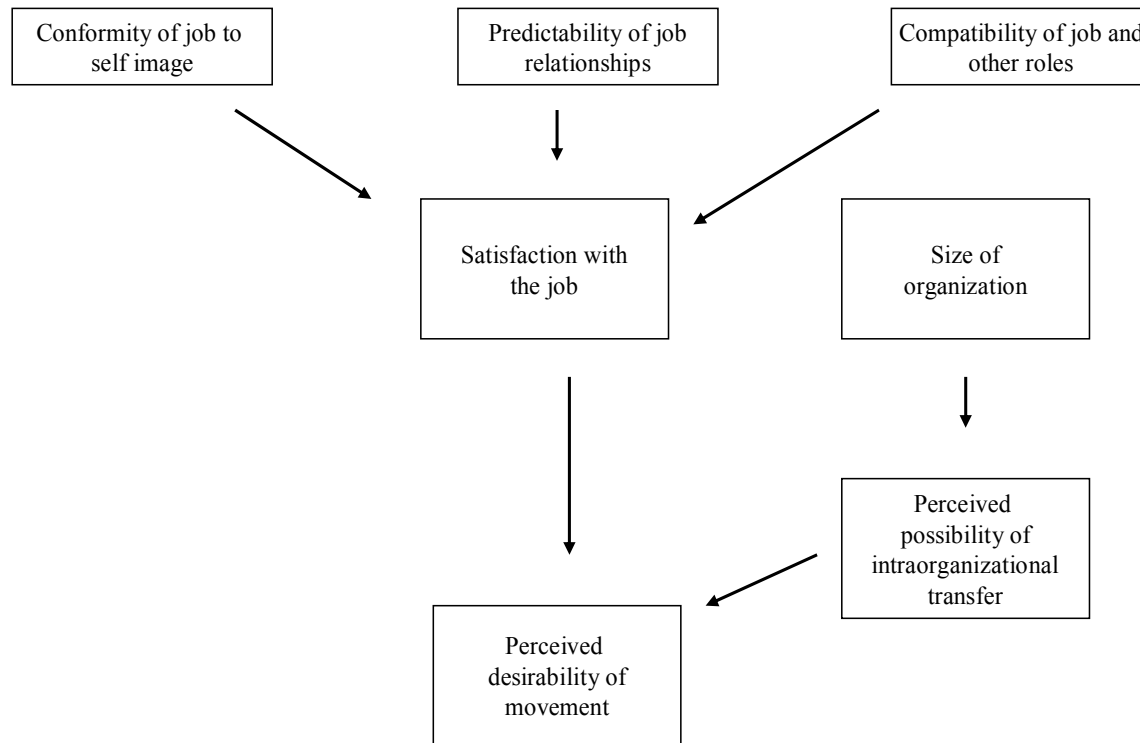 Conformity of job to
self image
Predictability of job
relationships
Compatibility of job and
other roles
Satisfaction with
the job
Size of
organization
Perceived
possibility of
intraorganizational
transfer
Perceived
desirability of
movement